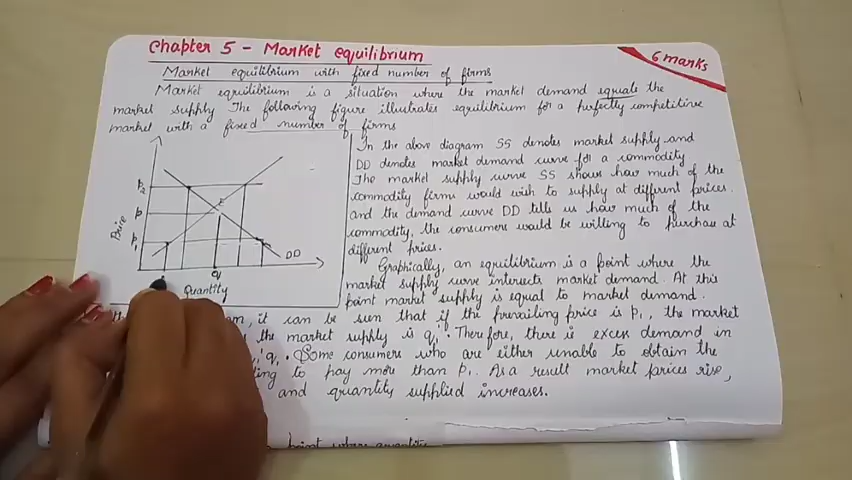 Chapter 5 - Market equilibrium
6 marks
Market equilibrium with fixed number of firms
Market equilibrium is a situation where the market demand equals the
market supply The following figure illustrates equilibrium for a perfectly competitive
market with a fixed number of firms
Price
P2
P
P1
E
DD
q
Quantity
In the above diagram SS denotes market supply and
DD denotes market demand curve for a commodity
The market supply curve SS shows how much of the
commodity firms would wish to supply at different prices.
and the demand curve DD tells us how much of the
commodity, the consumers would be willing to purchase at
different prices.
Graphically, an equilibrium is a point where the
market supply curve intersects market demand. At this
point market supply is equal to market demand.
, it can be seen that if the prevailing price is P1, the market
the market supply is q1'. Therefore, there is excess demand in
q1. Some consumers who are either unable to obtain the
to pay more than P1. As a result market prices rise,
and quantity supplied increases.
point where quantity